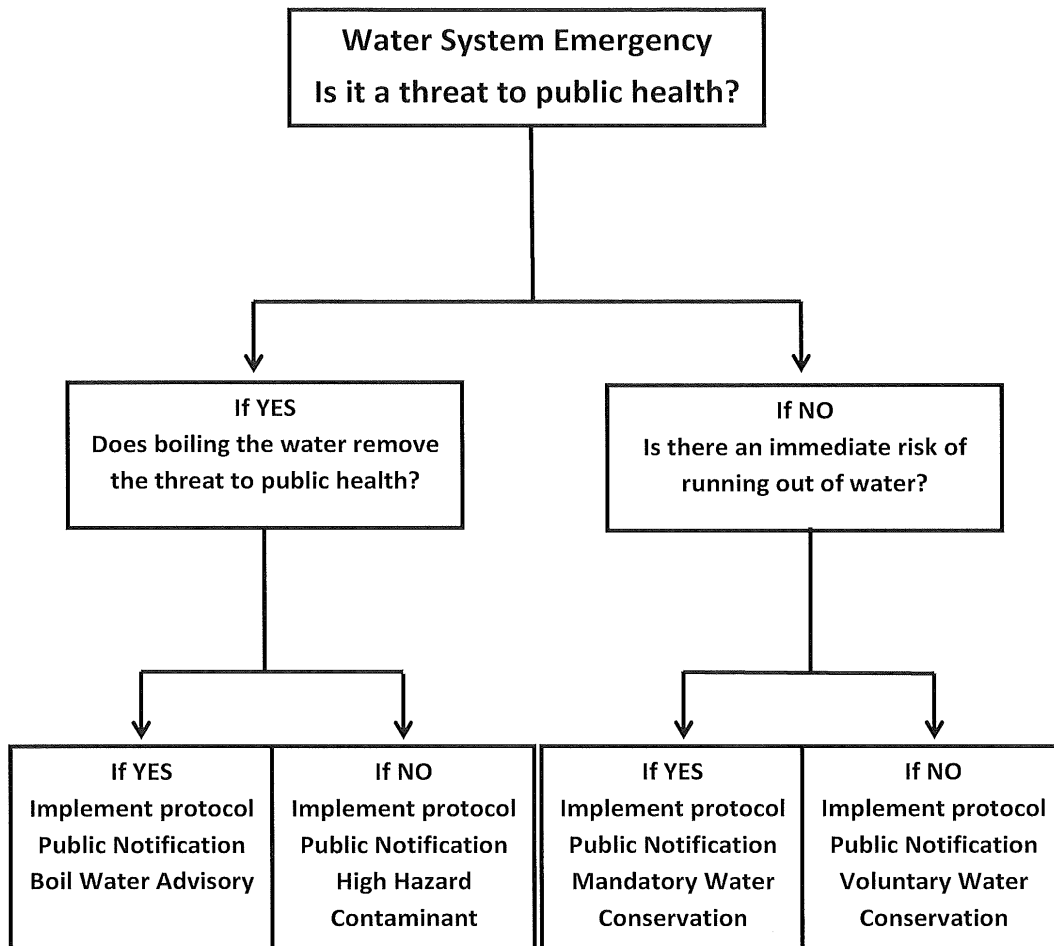 Water System Emergency
Is it a threat to public health?
If YES
Does boiling the water remove
the threat to public health?
If NO
Is there an immediate risk of
running out of water?
If YES
Implement protocol
Public Notification
Boil Water Advisory
If NO
Implement protocol
Public Notification
High Hazard
Contaminant
If YES
Implement protocol
Public Notification
Mandatory Water
Conservation
If NO
Implement protocol
Public Notification
Voluntary Water
Conservation